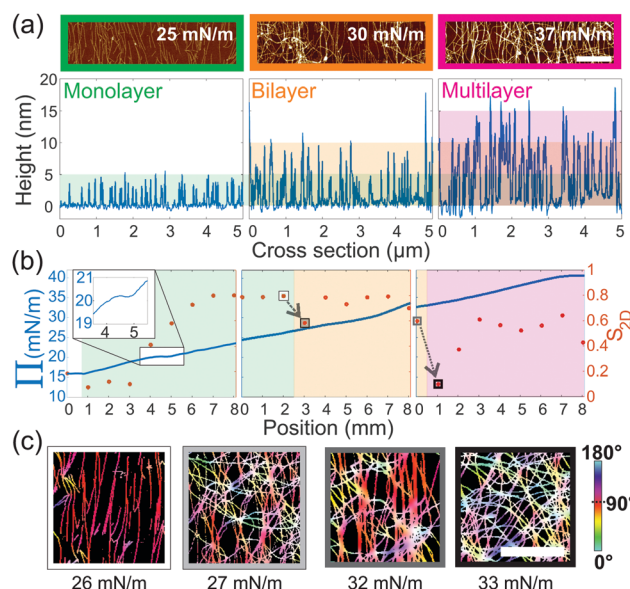 (a)
25 mN/m
30 mN/m
37 mN/m
Monolayer
Bilayer
Multilayer
Height (nm)
20
15
10
5
0
0 1 2 3 4 5
0 1 2 3 4 5
0 1 2 3 4 5
Cross section (μm)
(b)
Π(mN/m)
40
35
30
25
20
15
10
21
20
19
4 5
1
0.8
0.6
0.4
0.2
0
S2D
0 1 2 3 4 5 6 7 8
0 1 2 3 4 5 6 7 8
0 1 2 3 4 5 6 7 8
Position (mm)
(c)
180°
90°
0°
26 mN/m
27 mN/m
32 mN/m
33 mN/m